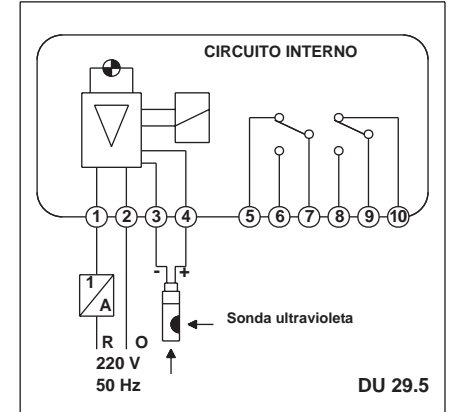 CIRCUITO INTERNO
1 2 3 4 5 6 7 8 9 10
- +
1
A
Sonda ultravioleta
R O
220 V
50 Hz
DU 29.5